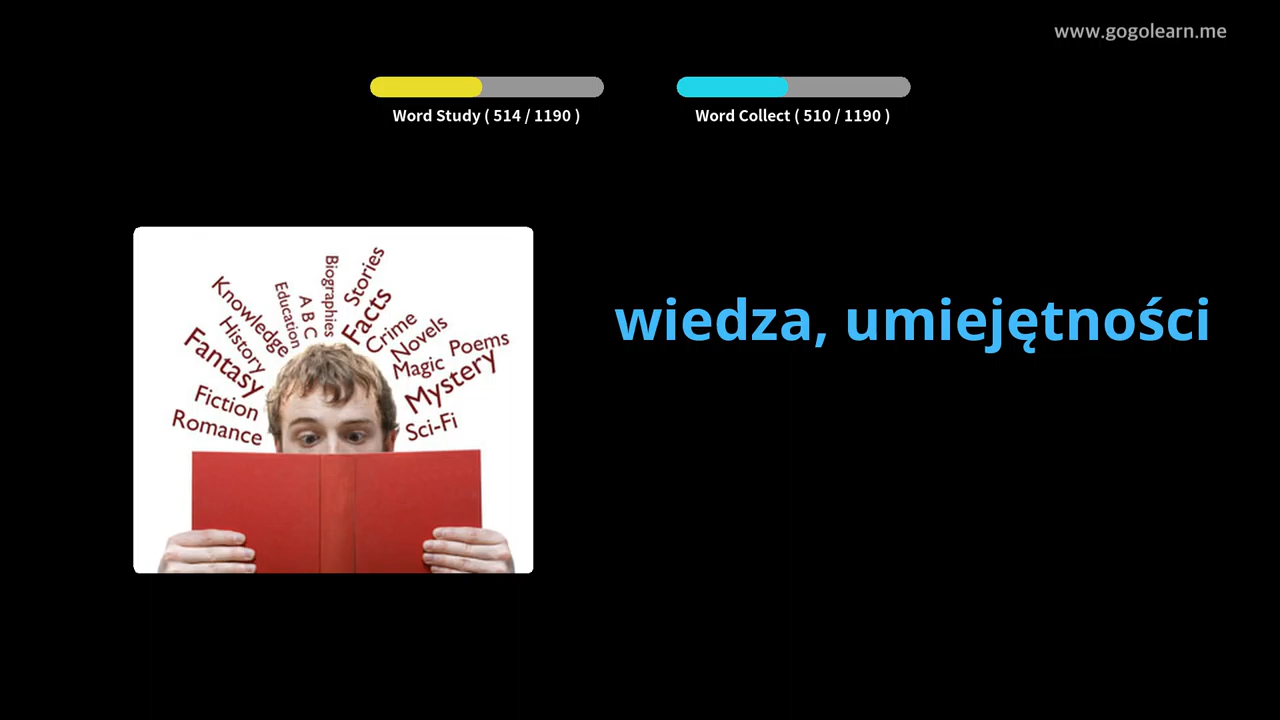 www.gogolearn.me
Word Study ( 514 / 1190 )
Word Collect ( 510 / 1190 )
wiedza, umiejętności
Biographies
Stories
Education
A B C
Facts
Knowledge
Crime
History
Novels
Poems
Fantasy
Magic
Mystery
Fiction
Romance
Sci-Fi